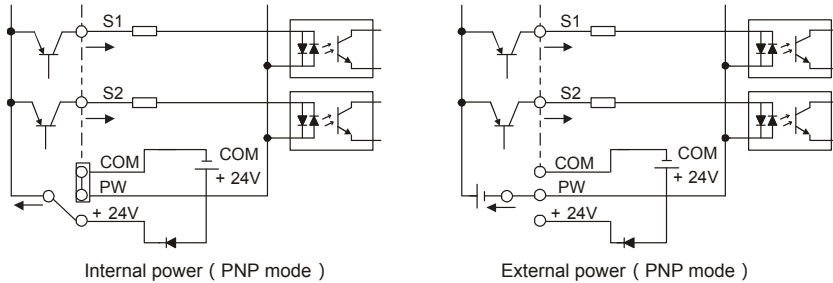 S1
S2
COM
COM
+ 24V
PW
+ 24V
Internal power ( PNP mode )
S1
S2
COM
COM
+ 24V
PW
+ 24V
External power ( PNP mode )